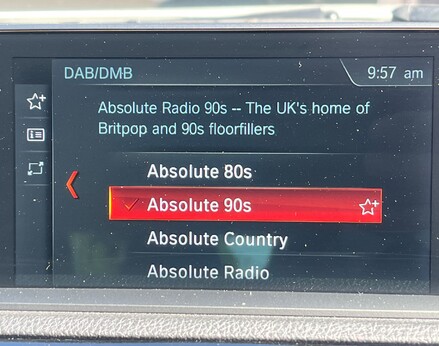 DAB/DMB
9:57 am
Absolute Radio 90s -- The UK's home of
Britpop and 90s floorfillers
Absolute 80s
Absolute 90s
Absolute Country
Absolute Radio